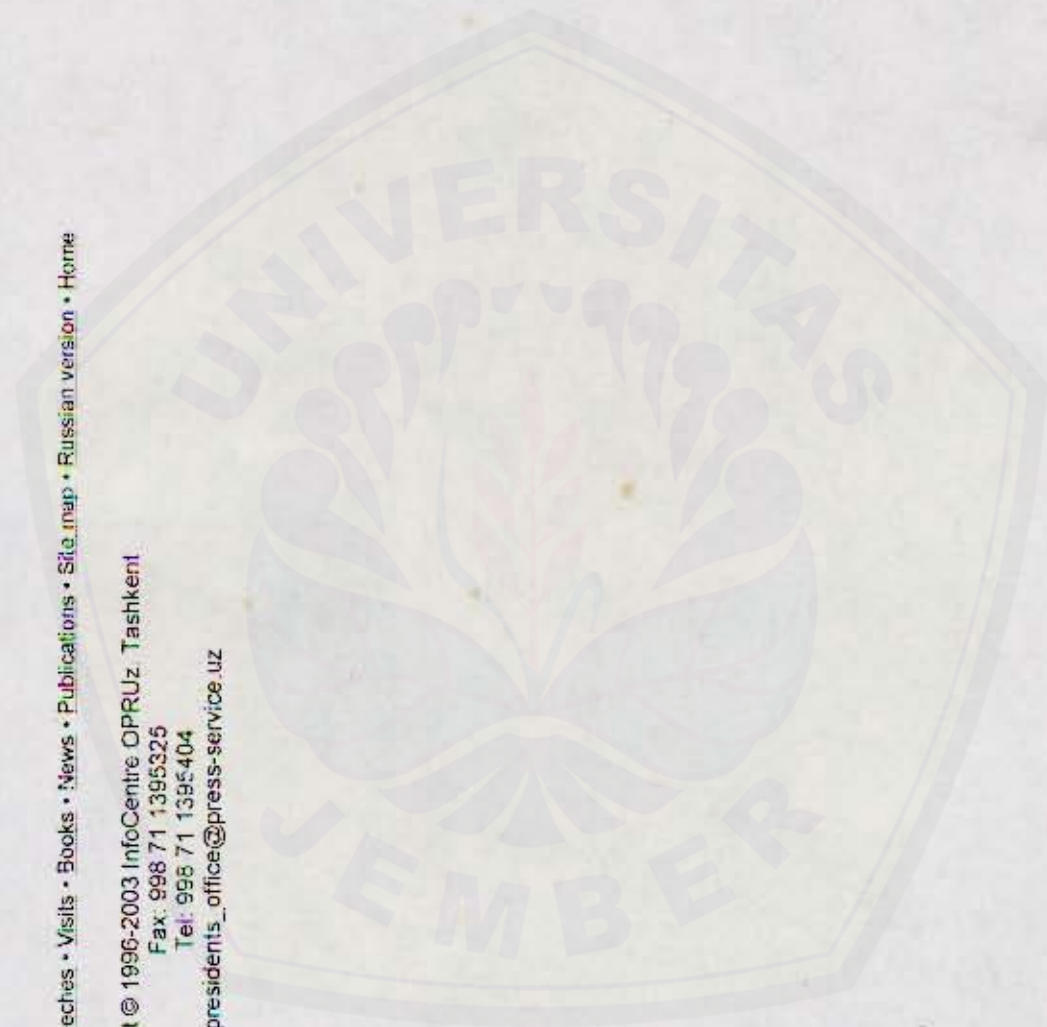 eches • Visits • Books • News • Publications • Site map • Russian version • Home
t © 1996-2003 InfoCentre OPRUz, Tashkent
Fax: 998 71 1395325
Tel: 998 71 1395404
presidents_office@press-service.uz
UNIVERSITAS
JEMBER